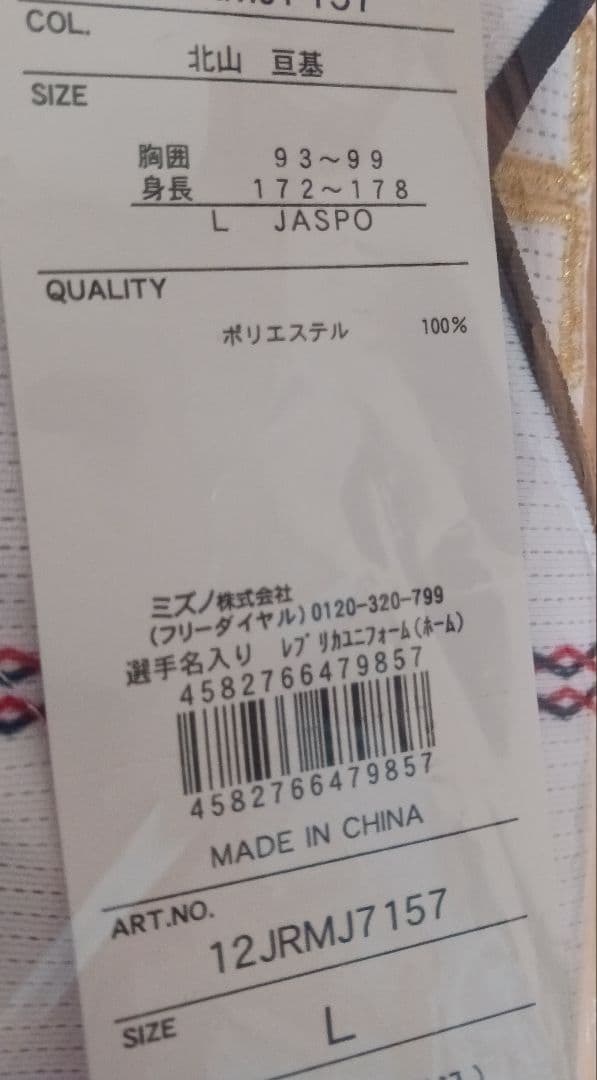 COL.
北山 亘基
SIZE
胸囲 93～99
身長 172～178
L JASPO
QUALITY
ポリエステル 100%
ミズノ株式会社
(フリーダイヤル)0120-320-799
選手名入り ﾚﾌﾟﾘｶﾕﾆﾌｫｰﾑ(ﾎｰﾑ)
4582766479857
4582766479857
MADE IN CHINA
ART.NO.
12JRMJ7157
SIZE
L